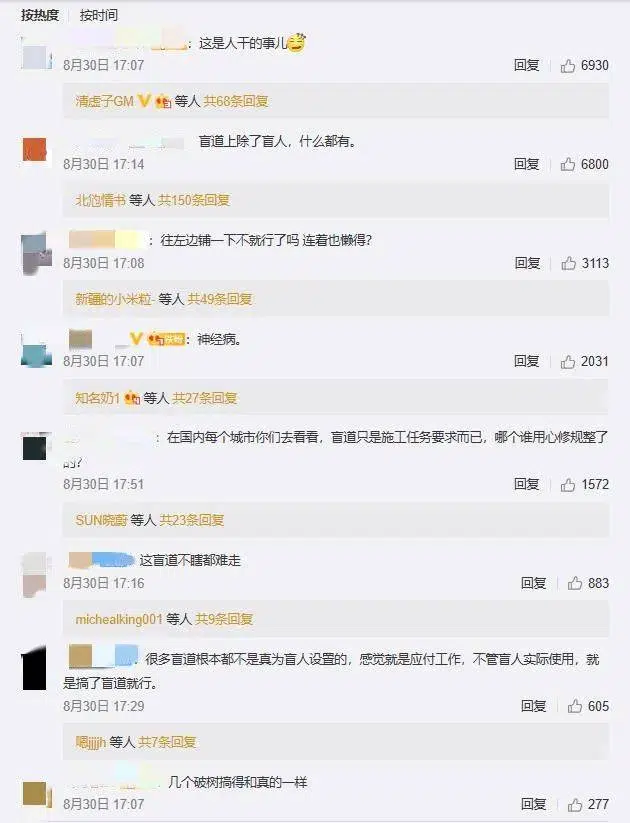 按热度 按时间
：这是人干的事儿
8月30日 17:07 回复 6930
清虚子GM 等人 共68条回复
盲道上除了盲人，什么都有。
8月30日 17:14 回复 6800
北池情书 等人 共150条回复
：往左边铺一下不就行了吗 连着也懒得？
8月30日 17:08 回复 3113
新疆的小米粒- 等人 共49条回复
：神经病。
8月30日 17:07 回复 2031
知名奶1 等人 共27条回复
：在国内每个城市你们去看看，盲道只是施工任务要求而已，哪个谁用心修规整了
的？
8月30日 17:51 回复 1572
SUN晓蔚 等人 共23条回复
这盲道不瞎都难走
8月30日 17:16 回复 883
michealking001 等人 共9条回复
：很多盲道根本都不是真为盲人设置的，感觉就是应付工作，不管盲人实际使用，就
是搞了盲道就行。
8月30日 17:29 回复 605
嗯jjjjh 等人 共7条回复
几个破树搞得和真的一样
8月30日 17:07 回复 277